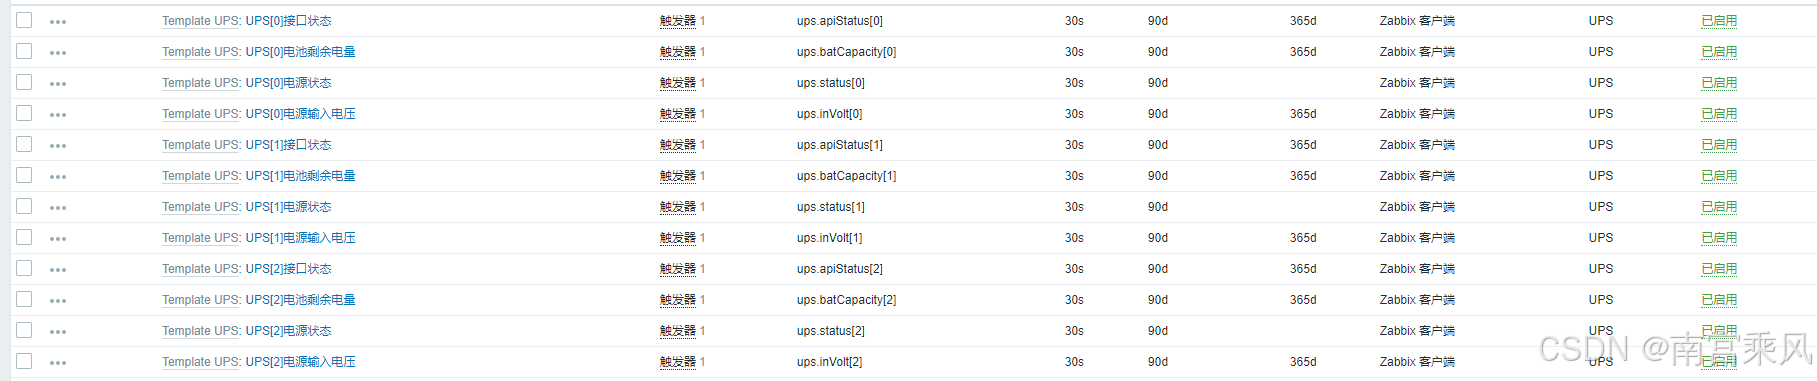 Template UPS: UPS[0]接口状态 触发器 1 ups.apiStatus[0] 30s 90d 365d Zabbix 客户端 UPS 已启用
Template UPS: UPS[0]电池剩余电量 触发器 1 ups.batCapacity[0] 30s 90d 365d Zabbix 客户端 UPS 已启用
Template UPS: UPS[0]电源状态 触发器 1 ups.status[0] 30s 90d Zabbix 客户端 UPS 已启用
Template UPS: UPS[0]电源输入电压 触发器 1 ups.inVolt[0] 30s 90d 365d Zabbix 客户端 UPS 已启用
Template UPS: UPS[1]接口状态 触发器 1 ups.apiStatus[1] 30s 90d 365d Zabbix 客户端 UPS 已启用
Template UPS: UPS[1]电池剩余电量 触发器 1 ups.batCapacity[1] 30s 90d 365d Zabbix 客户端 UPS 已启用
Template UPS: UPS[1]电源状态 触发器 1 ups.status[1] 30s 90d Zabbix 客户端 UPS 已启用
Template UPS: UPS[1]电源输入电压 触发器 1 ups.inVolt[1] 30s 90d 365d Zabbix 客户端 UPS 已启用
Template UPS: UPS[2]接口状态 触发器 1 ups.apiStatus[2] 30s 90d 365d Zabbix 客户端 UPS 已启用
Template UPS: UPS[2]电池剩余电量 触发器 1 ups.batCapacity[2] 30s 90d 365d Zabbix 客户端 UPS 已启用
Template UPS: UPS[2]电源状态 触发器 1 ups.status[2] 30s 90d Zabbix 客户端 UPS 已启用
Template UPS: UPS[2]电源输入电压 触发器 1 ups.inVolt[2] 30s 90d 365d Zabbix 客户端 UPS 已启用
CSDN @南宫乘风